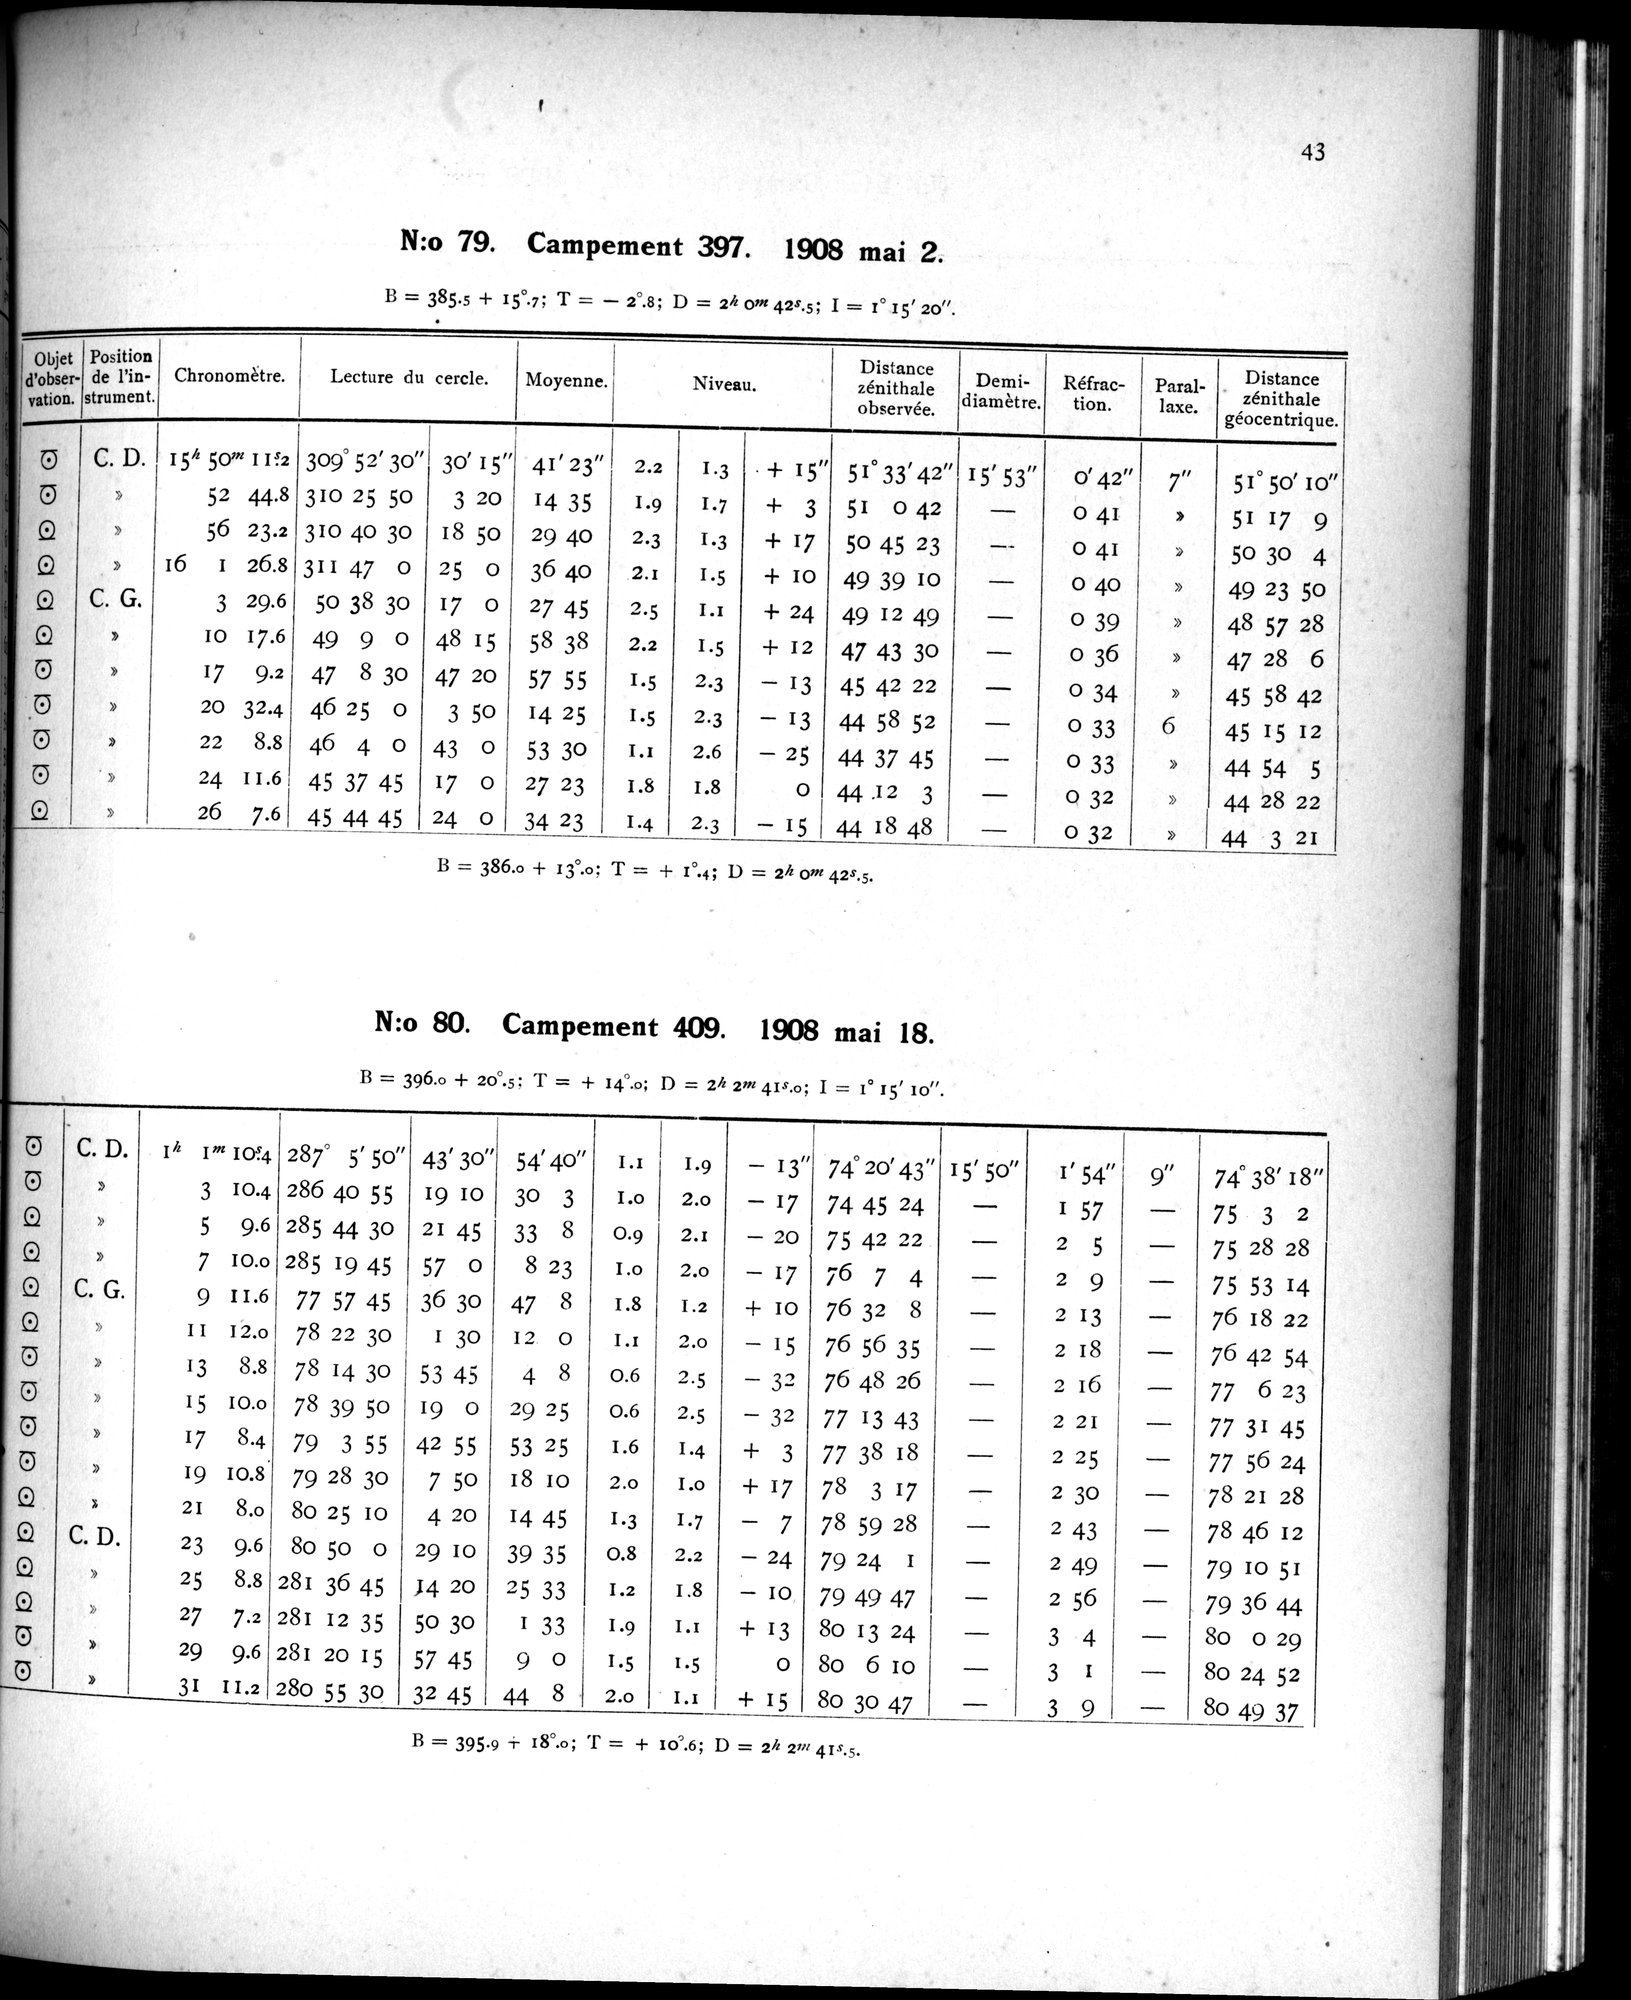 43
N:o 79. Campement 397. 1908 mai 2.
B = 385.5 + 15°.7; T = — 2°.8; D = 2h 0m 42s.5; I = 1° 15′ 20″.
Objet d'obser-vation. Position de l'in-strument. Chronomètre. Lecture du cercle. Moyenne. Niveau. Distance zénithale observée. Demi-diamètre. Réfrac-tion. Paral-laxe. Distance zénithale géocentrique.
C. D. 15h 50m 11s.2 309° 52′ 30″ 30′ 15″ 41′ 23″ 2.2 1.3 + 15″ 51° 33′ 42″ 15′ 53″ 0′ 42″ 7″ 51° 50′ 10″
» 52 44.8 310 25 50 3 20 14 35 1.9 1.7 + 3 51 0 42 — 0 41 » 51 17 9
» 56 23.2 310 40 30 18 50 29 40 2.3 1.3 + 17 50 45 23 — 0 41 » 50 30 4
» 16 1 26.8 311 47 0 25 0 36 40 2.1 1.5 + 10 49 39 10 — 0 40 » 49 23 50
C. G. 3 29.6 50 38 30 17 0 27 45 2.5 1.1 + 24 49 12 49 — 0 39 » 48 57 28
» 10 17.6 49 9 0 48 15 58 38 2.2 1.5 + 12 47 43 30 — 0 36 » 47 28 6
» 17 9.2 47 8 30 47 20 57 55 1.5 2.3 — 13 45 42 22 — 0 34 » 45 58 42
» 20 32.4 46 25 0 3 50 14 25 1.5 2.3 — 13 44 58 52 — 0 33 6 45 15 12
» 22 8.8 46 4 0 43 0 53 30 1.1 2.6 — 25 44 37 45 — 0 33 » 44 54 5
» 24 11.6 45 37 45 17 0 27 23 1.8 1.8 0 44 12 3 — 0 32 » 44 28 22
» 26 7.6 45 44 45 24 0 34 23 1.4 2.3 — 15 44 18 48 — 0 32 » 44 3 21
B = 386.0 + 13°.0; T = + 1°.4; D = 2h 0m 42s.5.
N:o 80. Campement 409. 1908 mai 18.
B = 396.0 + 20°.5; T = + 14°.0; D = 2h 2m 41s.0; I = 1° 15′ 10″.
C. D. 1h 1m 10s.4 287° 5′ 50″ 43′ 30″ 54′ 40″ 1.1 1.9 — 13″ 74° 20′ 43″ 15′ 50″ 1′ 54″ 9″ 74° 38′ 18″
» 3 10.4 286 40 55 19 10 30 3 1.0 2.0 — 17 74 45 24 — 1 57 — 75 3 2
» 5 9.6 285 44 30 21 45 33 8 0.9 2.1 — 20 75 42 22 — 2 5 — 75 28 28
» 7 10.0 285 19 45 57 0 8 23 1.0 2.0 — 17 76 7 4 — 2 9 — 75 53 14
C. G. 9 11.6 77 57 45 36 30 47 8 1.8 1.2 + 10 76 32 8 — 2 13 — 76 18 22
» 11 12.0 78 22 30 1 30 12 0 1.1 2.0 — 15 76 56 35 — 2 18 — 76 42 54
» 13 8.8 78 14 30 53 45 4 8 0.6 2.5 — 32 76 48 26 — 2 16 — 77 6 23
» 15 10.0 78 39 50 19 0 29 25 0.6 2.5 — 32 77 13 43 — 2 21 — 77 31 45
» 17 8.4 79 3 55 42 55 53 25 1.6 1.4 + 3 77 38 18 — 2 25 — 77 56 24
» 19 10.8 79 28 30 7 50 18 10 2.0 1.0 + 17 78 3 17 — 2 30 — 78 21 28
» 21 8.0 80 25 10 4 20 14 45 1.3 1.7 — 7 78 59 28 — 2 43 — 78 46 12
C. D. 23 9.6 80 50 0 29 10 39 35 0.8 2.2 — 24 79 24 1 — 2 49 — 79 10 51
» 25 8.8 281 36 45 14 20 25 33 1.2 1.8 — 10 79 49 47 — 2 56 — 79 36 44
» 27 7.2 281 12 35 50 30 1 33 1.9 1.1 + 13 80 13 24 — 3 4 — 80 0 29
» 29 9.6 281 20 15 57 45 9 0 1.5 1.5 0 80 6 10 — 3 1 — 80 24 52
» 31 11.2 280 55 30 32 45 44 8 2.0 1.1 + 15 80 30 47 — 3 9 — 80 49 37
B = 395.9 + 18°.0; T = + 10°.6; D = 2h 2m 41s.5.